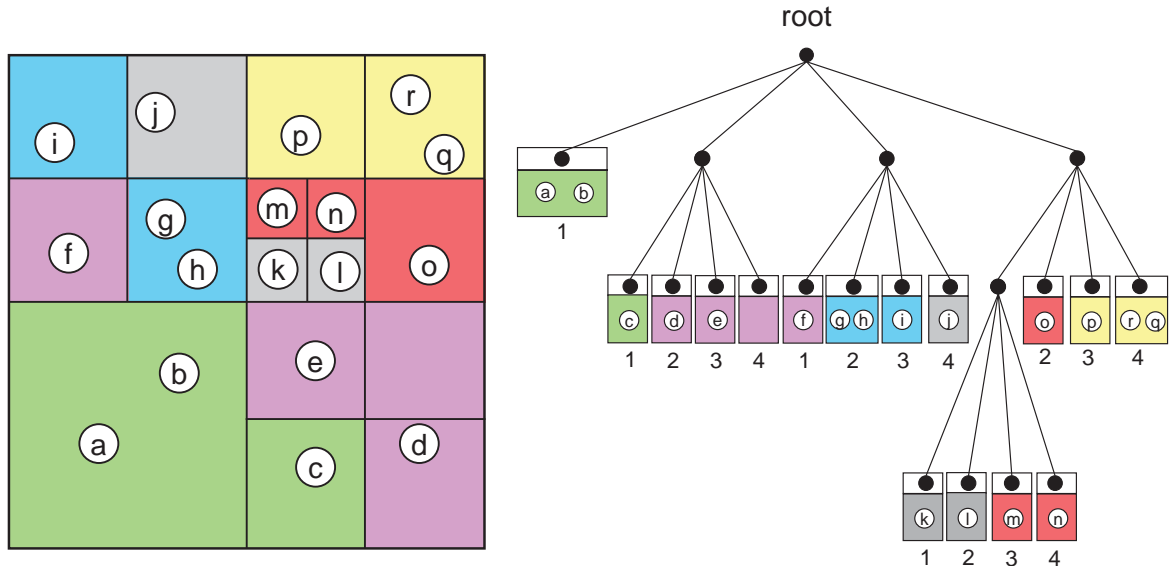 root
r
j
p
i
q
m n
g
f
h
k l
o
b
e
a
c
d
a b
1
c d e f g h i j
1 2 3 4 1 2 3 4
o p r q
2 3 4
k l m n
1 2 3 4